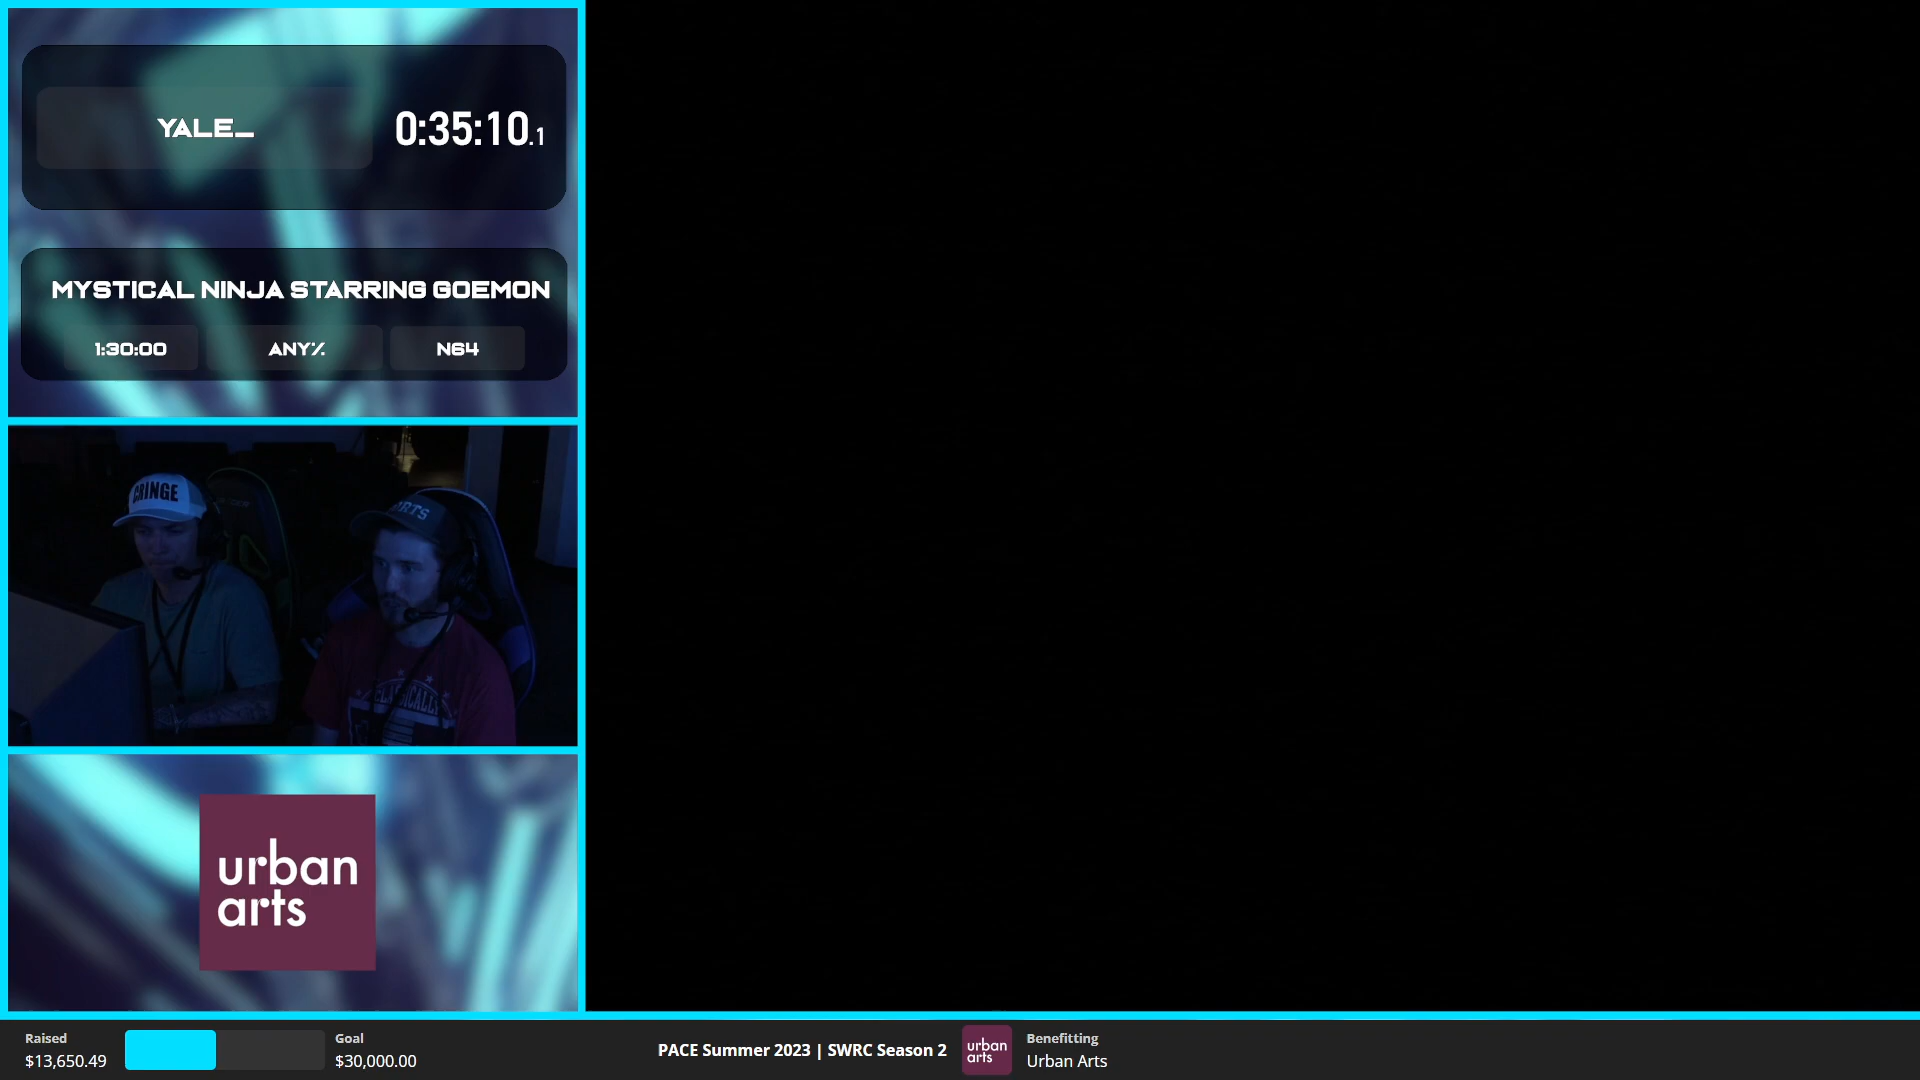 YALE_
0:35:10.1
MYSTICAL NINJA STARRING GOEMON
1:30:00
ANY%
N64
CRINGE
urban
arts
Raised
$13,650.49
Goal
$30,000.00
PACE Summer 2023 | SWRC Season 2
urban
arts
Benefitting
Urban Arts